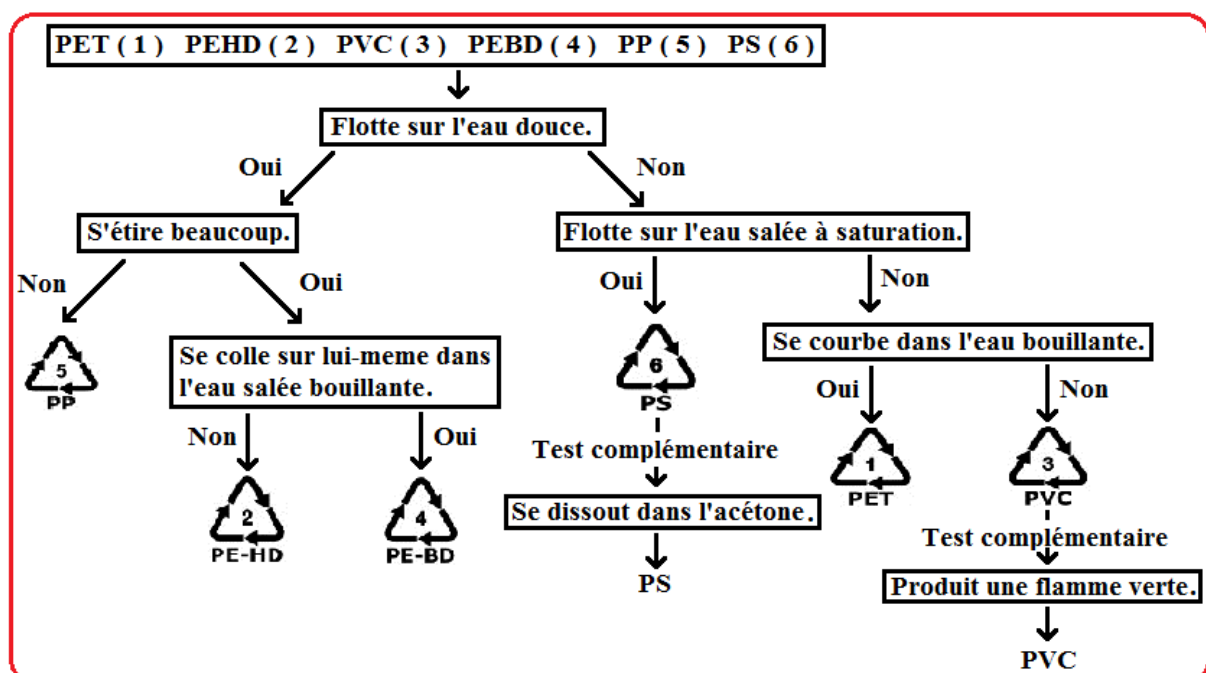 PET ( 1 ) PEHD ( 2 ) PVC ( 3 ) PEBD ( 4 ) PP ( 5 ) PS ( 6 )
Flotte sur l'eau douce.
Oui
Non
S'étire beaucoup.
Flotte sur l'eau salée à saturation.
Non
Oui
Oui
Non
5
PP
Se colle sur lui-meme dans
l'eau salée bouillante.
6
PS
Se courbe dans l'eau bouillante.
Non
Oui
Oui
Non
2
PE-HD
4
PE-BD
Test complémentaire
1
PET
3
PVC
Se dissout dans l'acétone.
Test complémentaire
PS
Produit une flamme verte.
PVC